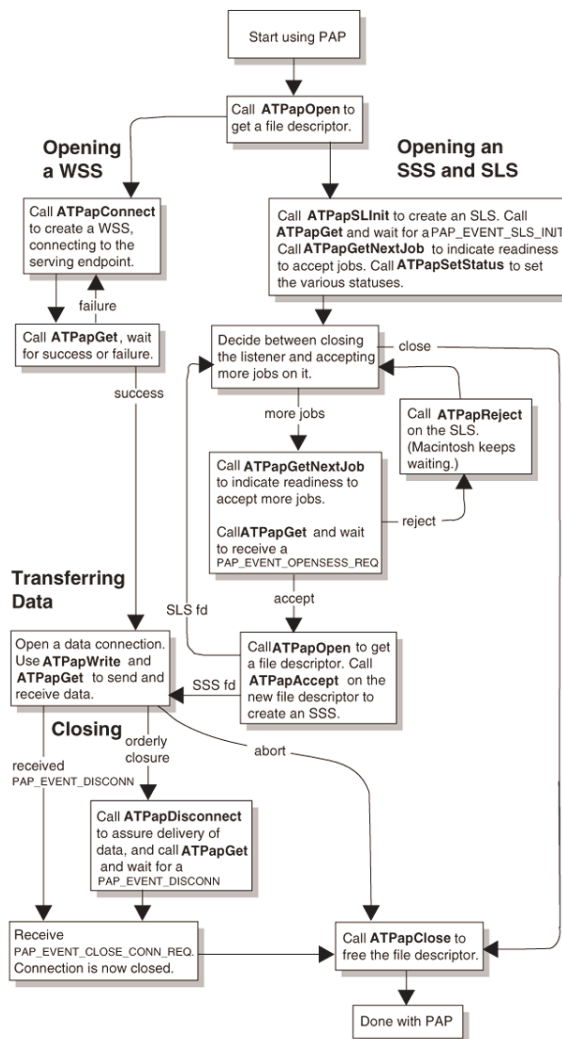 Start using PAP
Call ATPapOpen to
get a file descriptor.
Opening
a WSS
Opening an
SSS and SLS
Call ATPapConnect
to create a WSS,
connecting to the
serving endpoint.
Call ATPapSLInit to create an SLS. Call
ATPapGet and wait for a PAP_EVENT_SLS_INIT
Call ATPapGetNextJob to indicate readiness
to accept jobs. Call ATPapSetStatus to set
the various statuses.
failure
Call ATPapGet, wait
for success or failure.
success
Decide between closing
the listener and accepting
more jobs on it.
close
more jobs
Call ATPapReject
on the SLS.
(Macintosh keeps
waiting.)
Call ATPapGetNextJob
to indicate readiness to
accept more jobs.
Call ATPapGet and wait
to receive a
PAP_EVENT_OPENSESS_REQ
reject
accept
SLS fd
Transferring
Data
Open a data connection.
Use ATPapWrite and
ATPapGet to send and
receive data.
SSS fd
Call ATPapOpen to get
a file descriptor. Call
ATPapAccept on the
new file descriptor to
create an SSS.
Closing
received
PAP_EVENT_DISCONN
orderly
closure
abort
Call ATPapDisconnect
to assure delivery of
data, and call ATPapGet
and wait for a
PAP_EVENT_DISCONN
Receive
PAP_EVENT_CLOSE_CONN_REQ.
Connection is now closed.
Call ATPapClose to
free the file descriptor.
Done with PAP